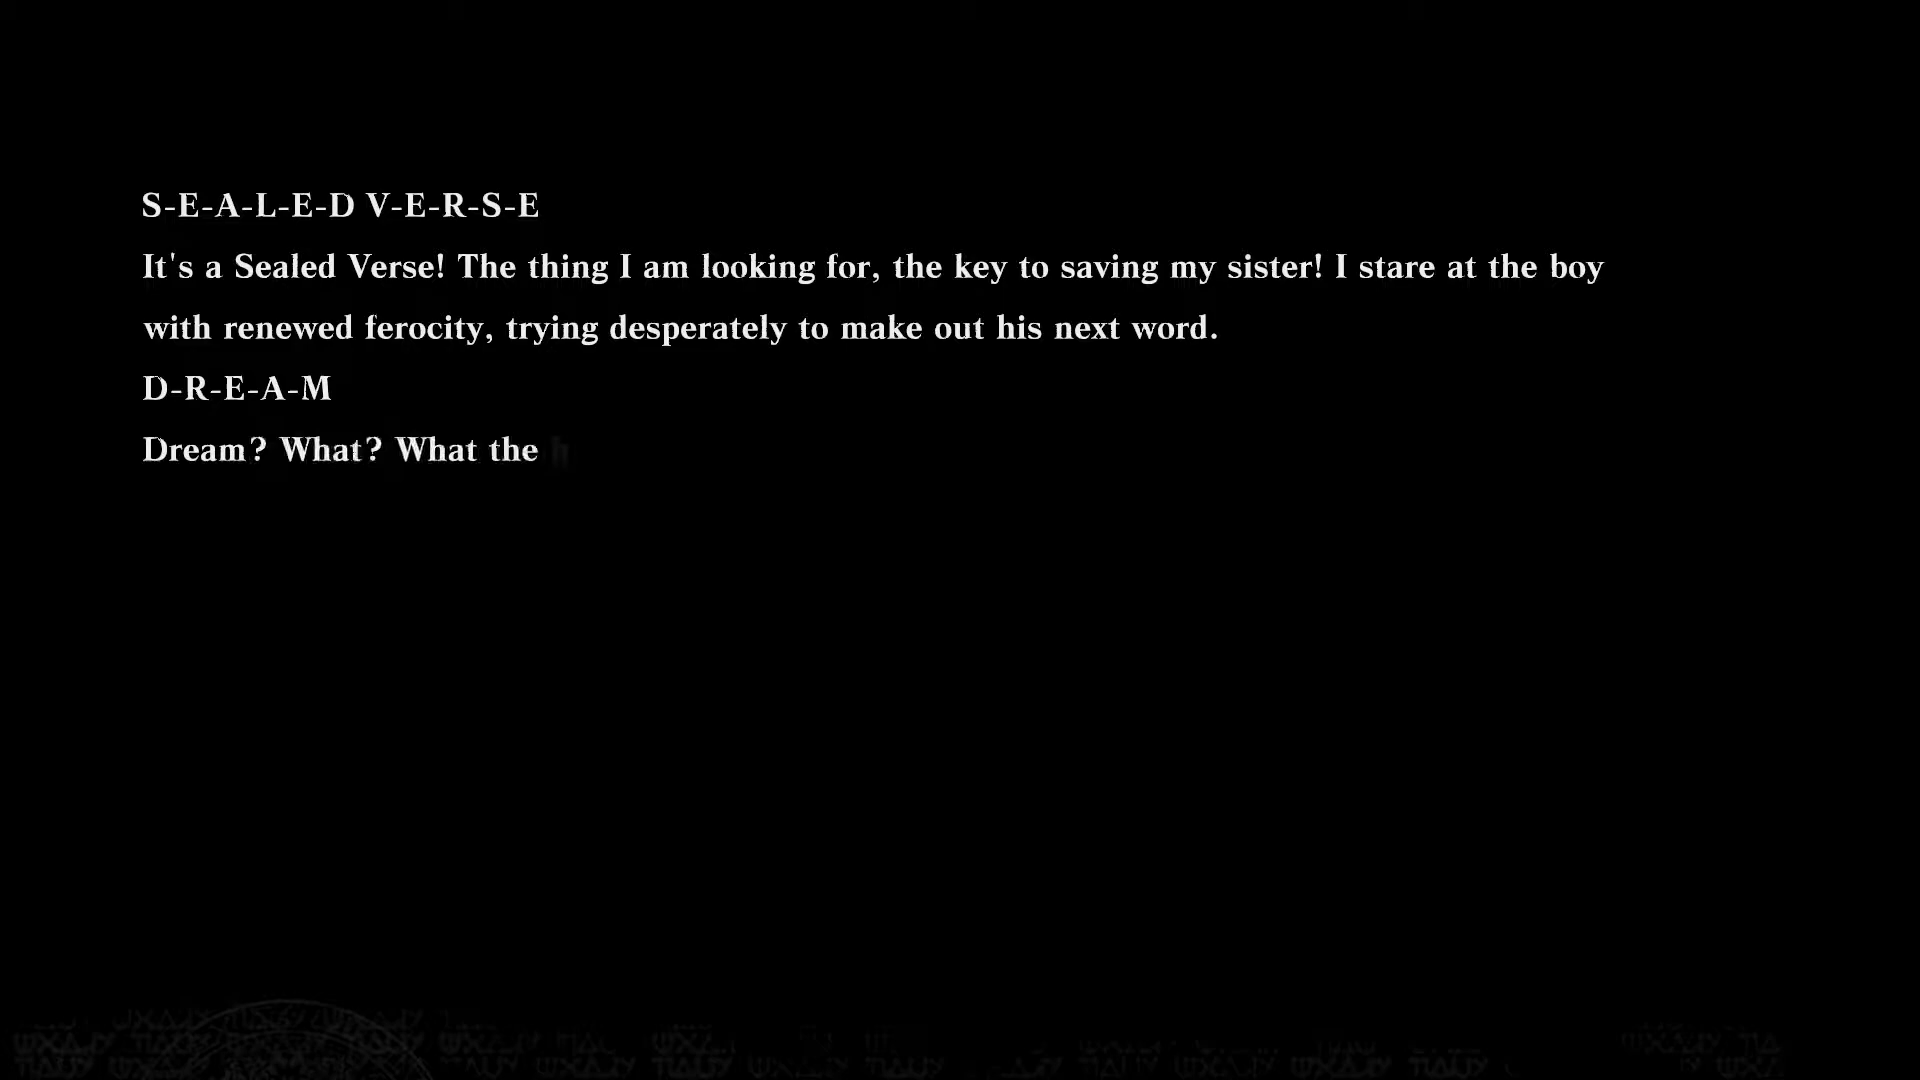 S-E-A-L-E-D V-E-R-S-E
It's a Sealed Verse! The thing I am looking for, the key to saving my sister! I stare at the boy
with renewed ferocity, trying desperately to make out his next word.
D-R-E-A-M
Dream? What? What the